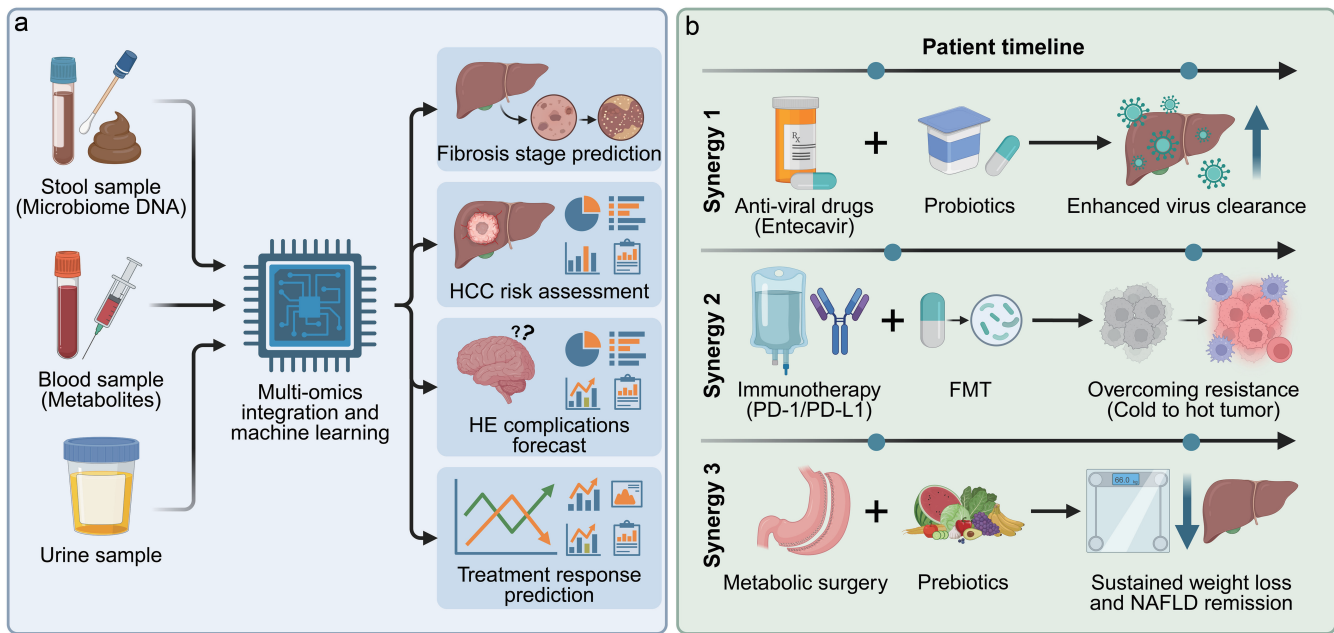 a
Stool sample
(Microbiome DNA)
Blood sample
(Metabolites)
Urine sample
Multi-omics
integration and
machine learning
Fibrosis stage prediction
HCC risk assessment
??
HE complications
forecast
Treatment response
prediction
b
Patient timeline
Synergy 1
Rx
Anti-viral drugs
(Entecavir)
Probiotics
Enhanced virus clearance
Synergy 2
Immunotherapy
(PD-1/PD-L1)
FMT
Overcoming resistance
(Cold to hot tumor)
Synergy 3
66.0
Metabolic surgery
Prebiotics
Sustained weight loss
and NAFLD remission